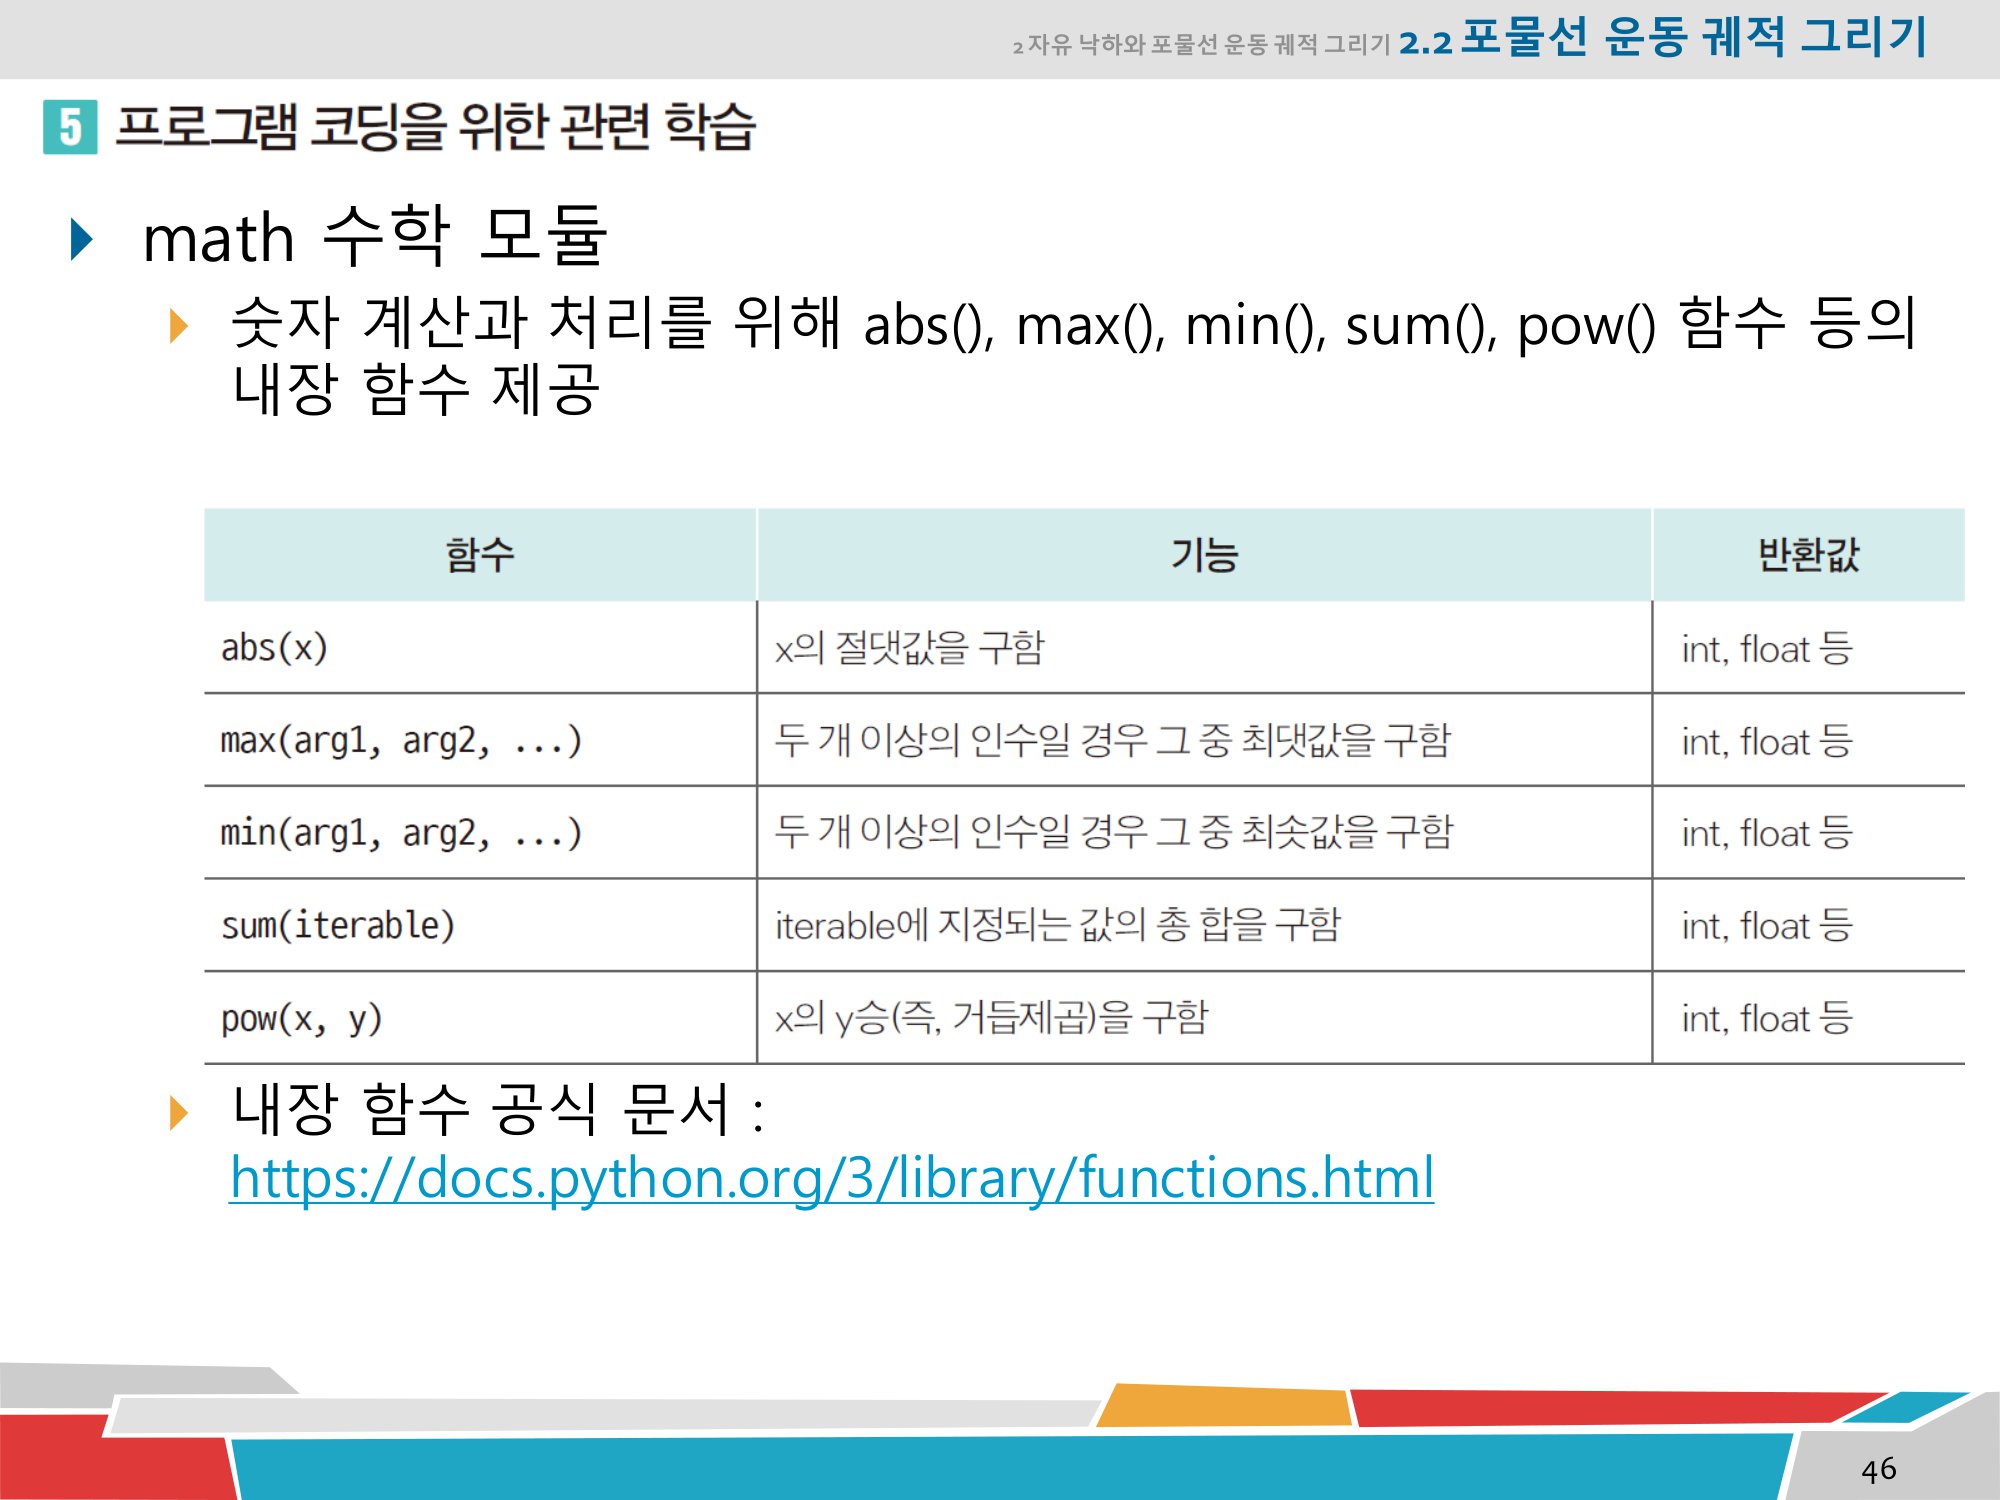 2 자유 낙하와 포물선 운동 궤적 그리기 2.2 포물선 운동 궤적 그리기
5 프로그램 코딩을 위한 관련 학습
math 수학 모듈
숫자 계산과 처리를 위해 abs(), max(), min(), sum(), pow() 함수 등의
내장 함수 제공
함수 기능 반환값
abs(x) x의 절댓값을 구함 int, float 등
max(arg1, arg2, ...) 두 개 이상의 인수일 경우 그 중 최댓값을 구함 int, float 등
min(arg1, arg2, ...) 두 개 이상의 인수일 경우 그 중 최솟값을 구함 int, float 등
sum(iterable) iterable에 지정되는 값의 총 합을 구함 int, float 등
pow(x, y) x의 y승(즉, 거듭제곱)을 구함 int, float 등
내장 함수 공식 문서 :
https://docs.python.org/3/library/functions.html
46